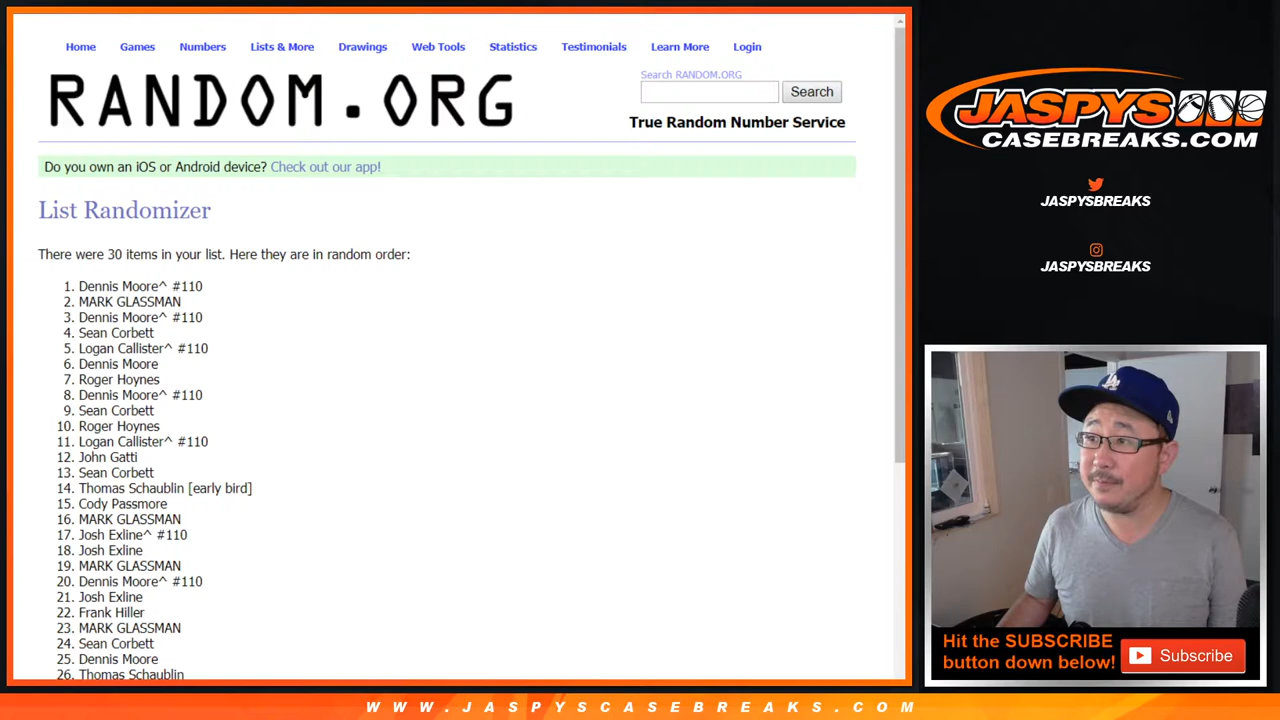 Home Games Numbers Lists & More Drawings Web Tools Statistics Testimonials Learn More Login
RANDOM.ORG
Search RANDOM.ORG
Search
True Random Number Service
Do you own an iOS or Android device? Check out our app!
List Randomizer
There were 30 items in your list. Here they are in random order:
1. Dennis Moore^ #110
2. MARK GLASSMAN
3. Dennis Moore^ #110
4. Sean Corbett
5. Logan Callister^ #110
6. Dennis Moore
7. Roger Hoynes
8. Dennis Moore^ #110
9. Sean Corbett
10. Roger Hoynes
11. Logan Callister^ #110
12. John Gatti
13. Sean Corbett
14. Thomas Schaublin [early bird]
15. Cody Passmore
16. MARK GLASSMAN
17. Josh Exline^ #110
18. Josh Exline
19. MARK GLASSMAN
20. Dennis Moore^ #110
21. Josh Exline
22. Frank Hiller
23. MARK GLASSMAN
24. Sean Corbett
25. Dennis Moore
26. Thomas Schaublin
JASPYS
CASEBREAKS.COM
JASPYSBREAKS
JASPYSBREAKS
LA
Hit the SUBSCRIBE
button down below!
Subscribe
WWW.JASPYSCASEBREAKS.COM